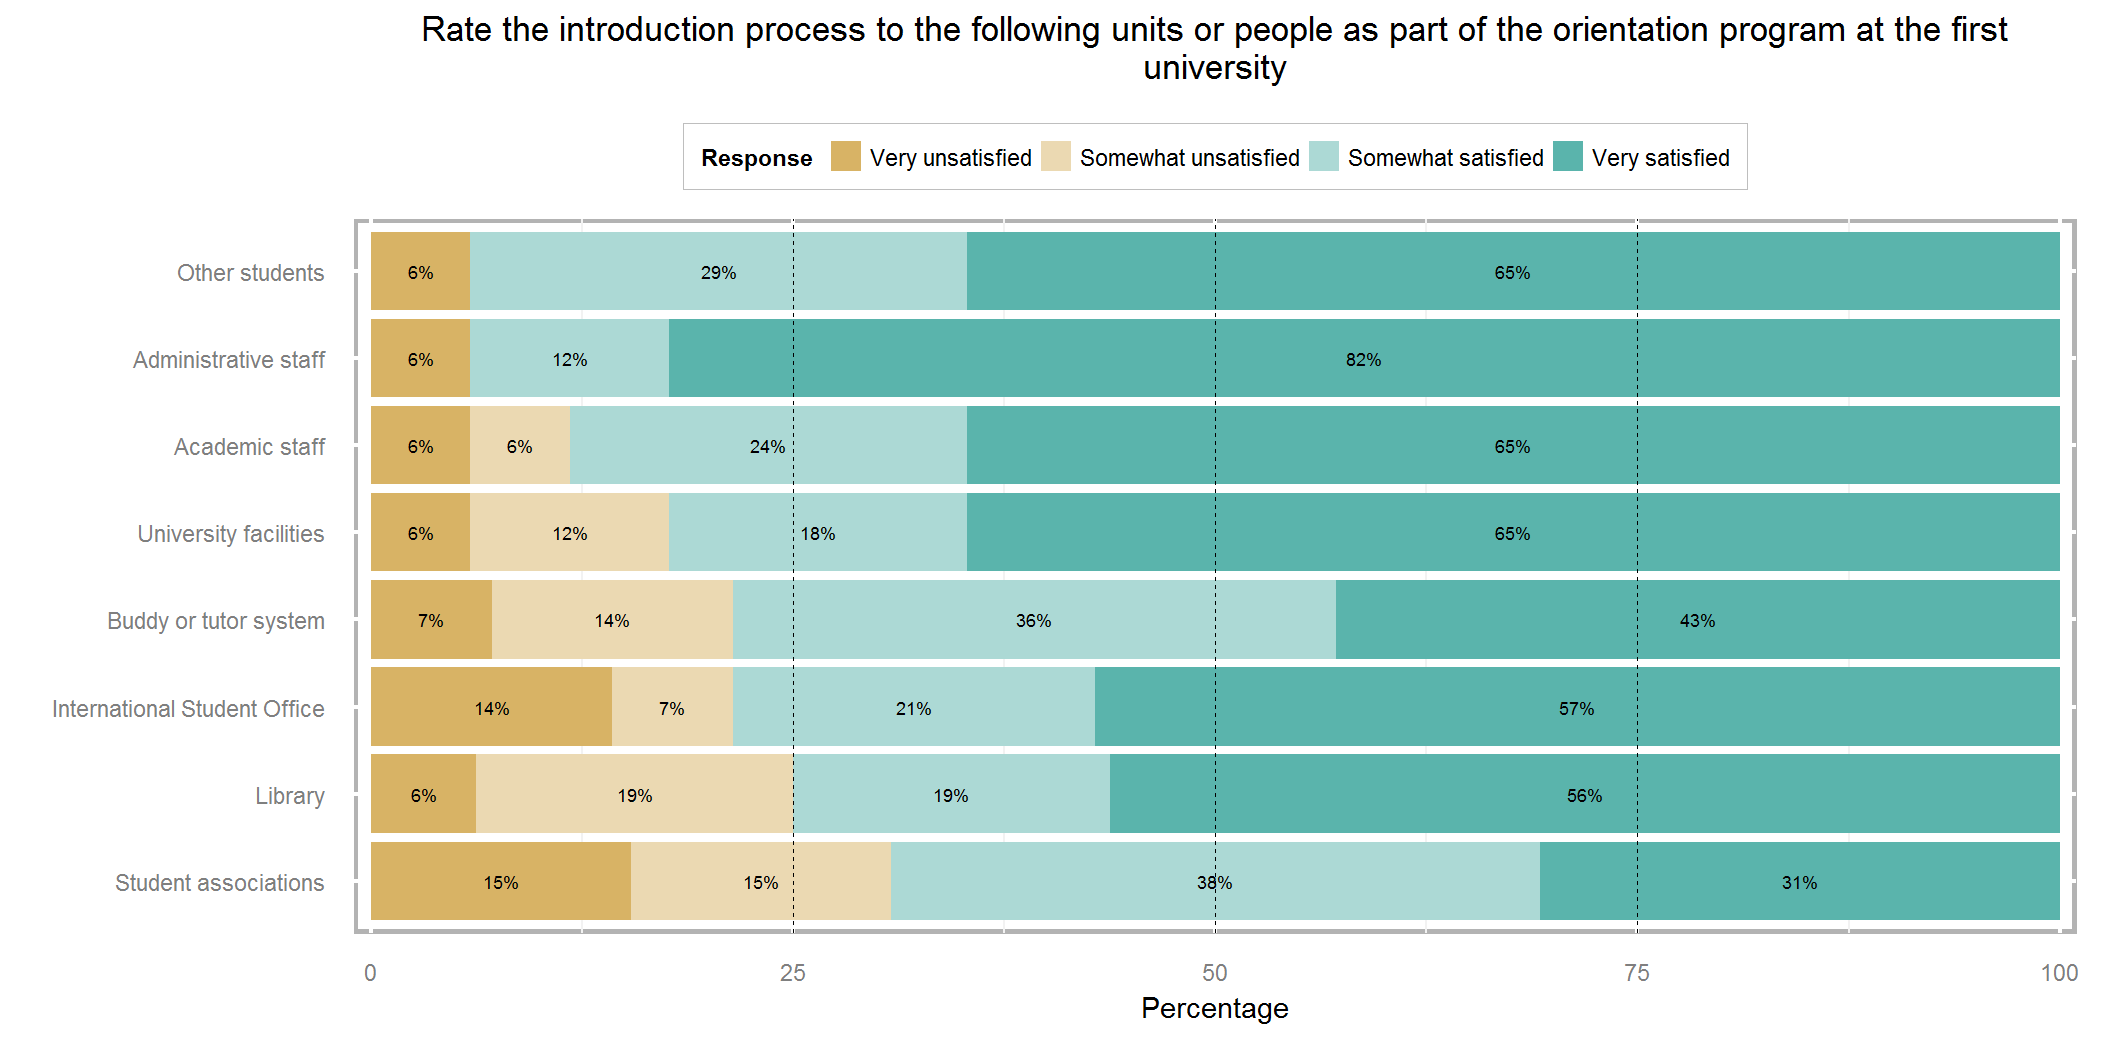 Rate the introduction process to the following units or people as part of the orientation program at the first
university
Response Very unsatisfied Somewhat unsatisfied Somewhat satisfied Very satisfied
Other students 6% 29% 65%
Administrative staff 6% 12% 82%
Academic staff 6% 6% 24% 65%
University facilities 6% 12% 18% 65%
Buddy or tutor system 7% 14% 36% 43%
International Student Office 14% 7% 21% 57%
Library 6% 19% 19% 56%
Student associations 15% 15% 38% 31%
0 25 50 75 100
Percentage